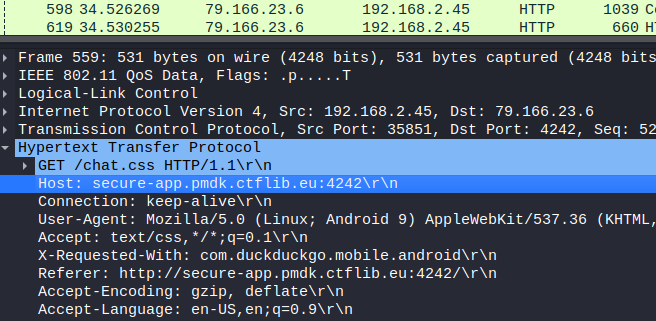 598 34.526269 79.166.23.6 192.168.2.45 HTTP 1039 Co
619 34.530255 79.166.23.6 192.168.2.45 HTTP 660 H
Frame 559: 531 bytes on wire (4248 bits), 531 bytes captured (4248 bits
IEEE 802.11 QoS Data, Flags: .p.....T
Logical-Link Control
Internet Protocol Version 4, Src: 192.168.2.45, Dst: 79.166.23.6
Transmission Control Protocol, Src Port: 35851, Dst Port: 4242, Seq: 52
Hypertext Transfer Protocol
GET /chat.css HTTP/1.1\r\n
Host: secure-app.pmdk.ctflib.eu:4242\r\n
Connection: keep-alive\r\n
User-Agent: Mozilla/5.0 (Linux; Android 9) AppleWebKit/537.36 (KHTML,
Accept: text/css,*/*;q=0.1\r\n
X-Requested-With: com.duckduckgo.mobile.android\r\n
Referer: http://secure-app.pmdk.ctflib.eu:4242/\r\n
Accept-Encoding: gzip, deflate\r\n
Accept-Language: en-US,en;q=0.9\r\n